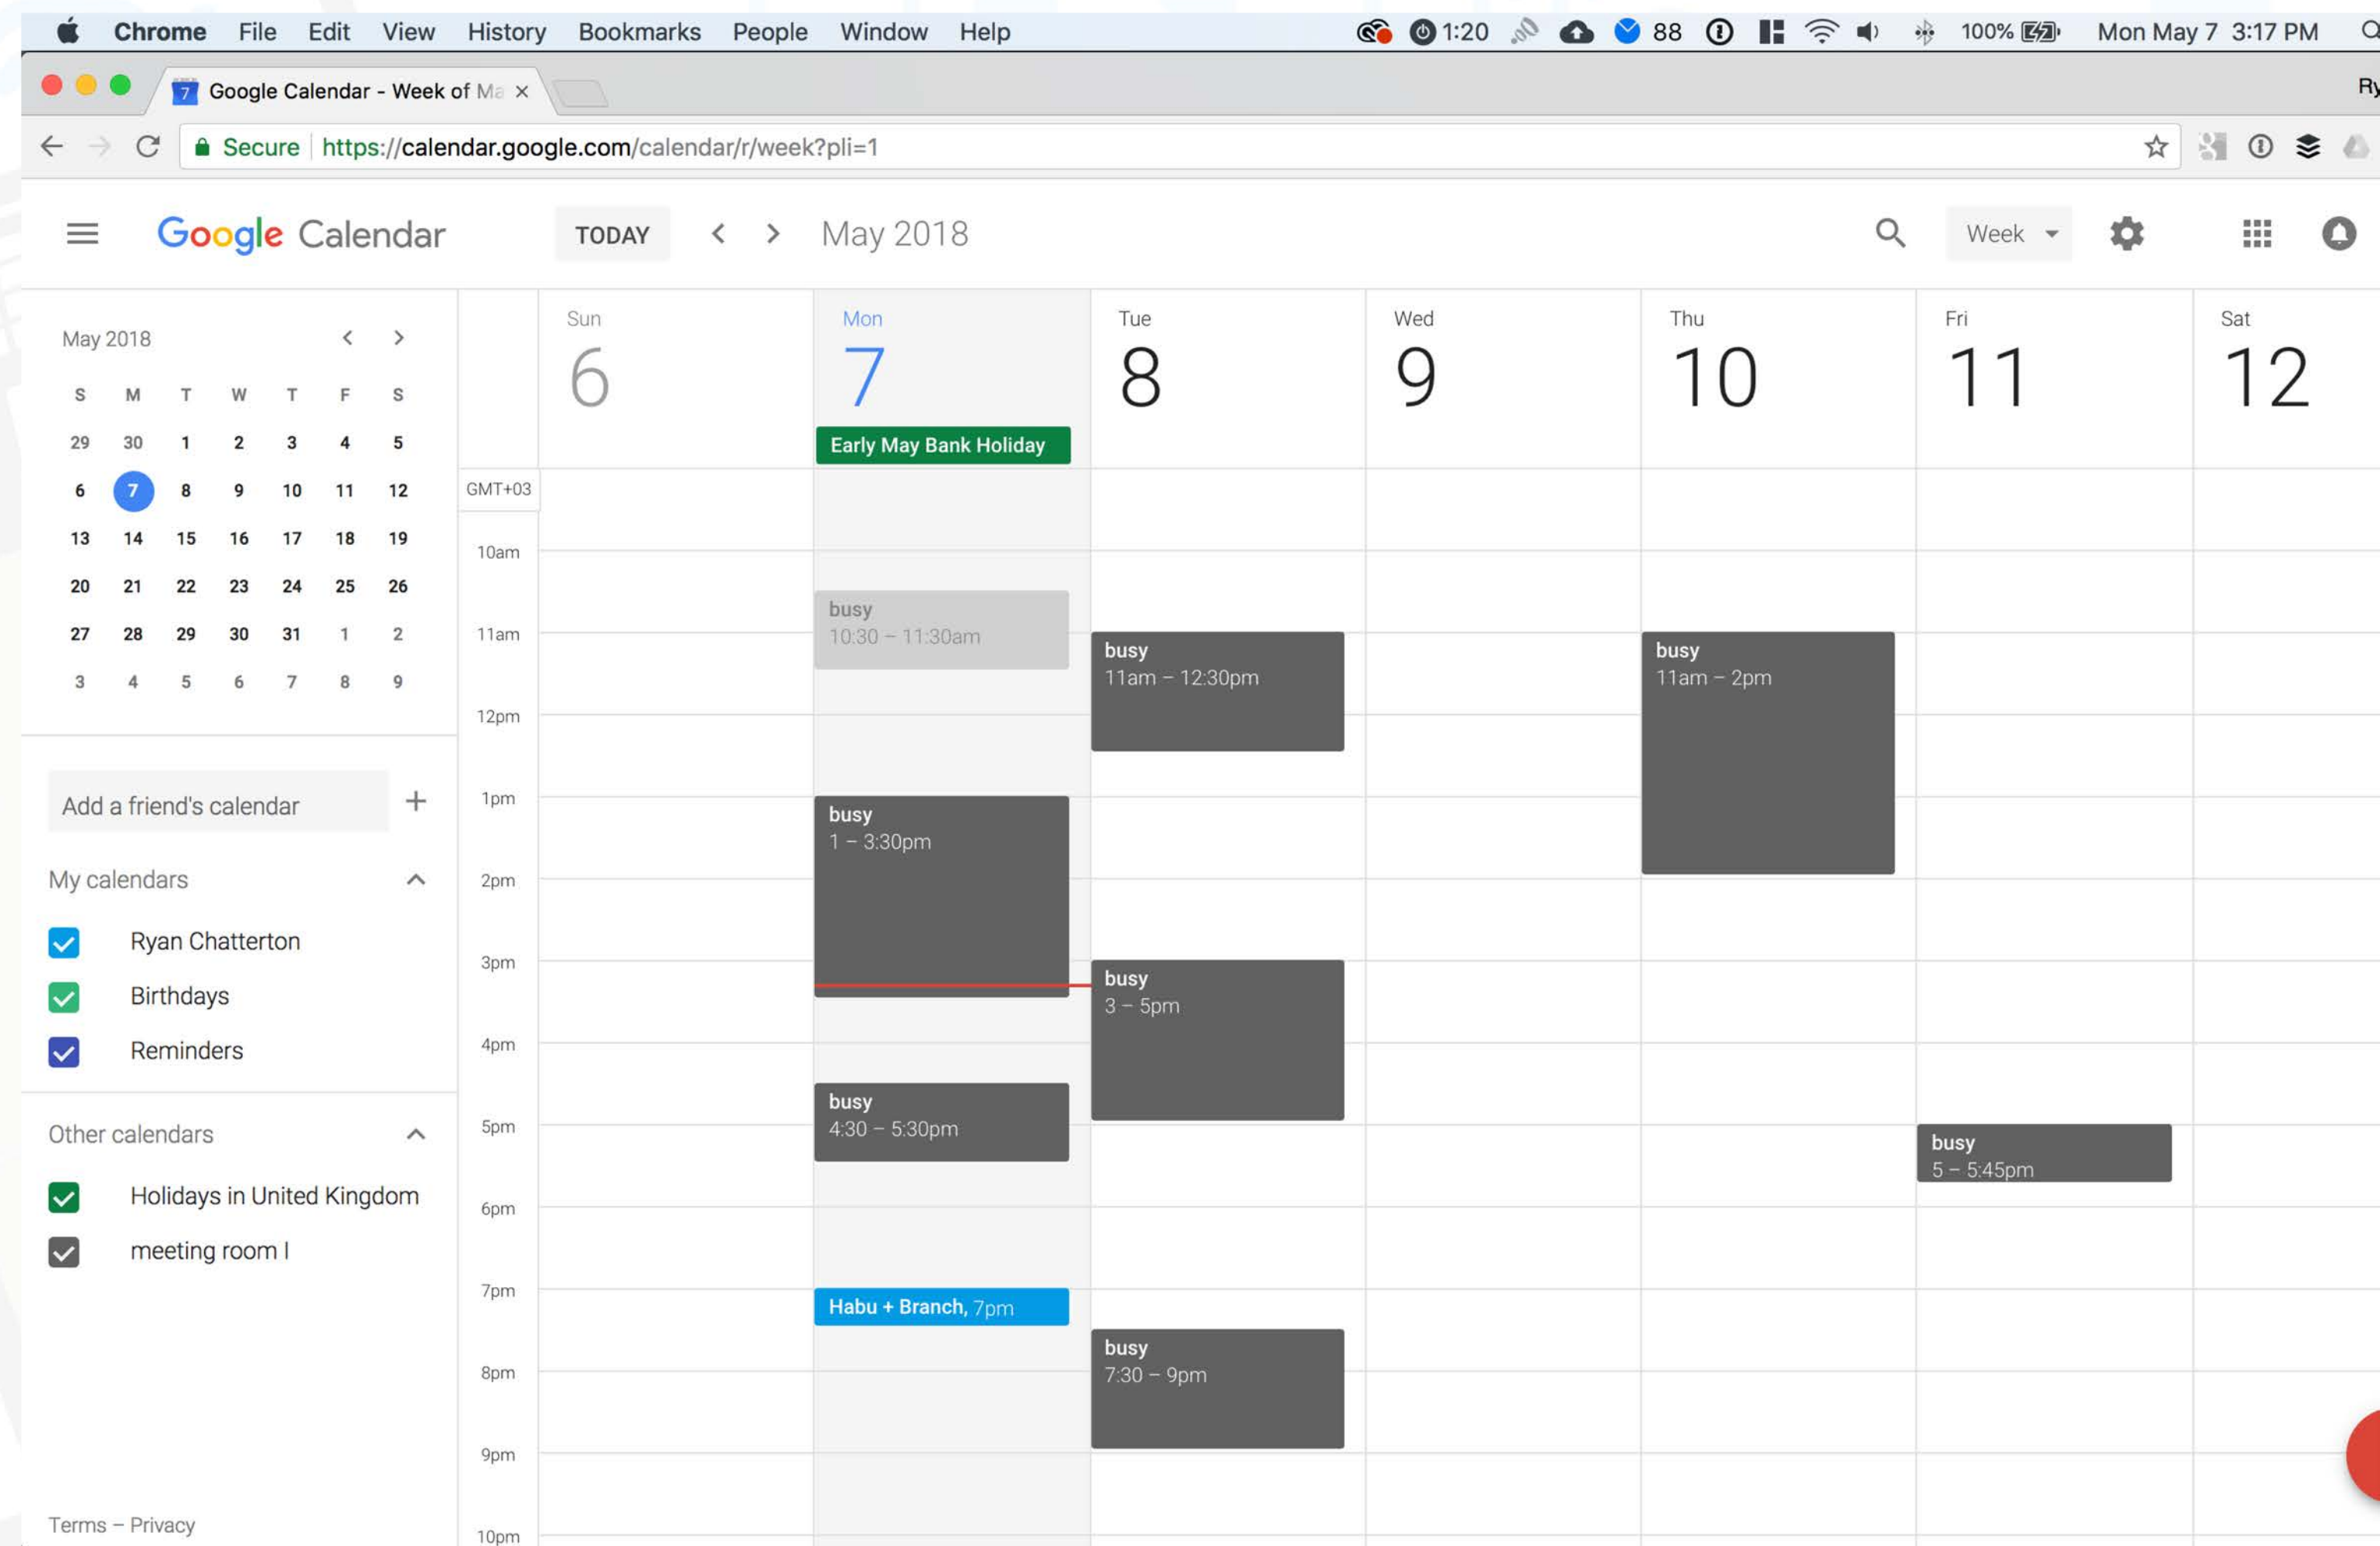 Chrome File Edit View History Bookmarks People Window Help 1:20 88 100% Mon May 7 3:17 PM
7 Google Calendar - Week of Ma ×
Ry
Secure https://calendar.google.com/calendar/r/week?pli=1
Google Calendar TODAY < > May 2018 Week
May 2018 < >
S M T W T F S
29 30 1 2 3 4 5
6 7 8 9 10 11 12
13 14 15 16 17 18 19
20 21 22 23 24 25 26
27 28 29 30 31 1 2
3 4 5 6 7 8 9
Add a friend's calendar +
My calendars
Ryan Chatterton
Birthdays
Reminders
Other calendars
Holidays in United Kingdom
meeting room I
Terms – Privacy
Sun Mon Tue Wed Thu Fri Sat
6 7 8 9 10 11 12
Early May Bank Holiday
GMT+03
10am
11am
12pm
1pm
2pm
3pm
4pm
5pm
6pm
7pm
8pm
9pm
10pm
busy
10:30 – 11:30am
busy
1 – 3:30pm
busy
4:30 – 5:30pm
Habu + Branch, 7pm
busy
11am – 12:30pm
busy
3 – 5pm
busy
7:30 – 9pm
busy
11am – 2pm
busy
5 – 5:45pm